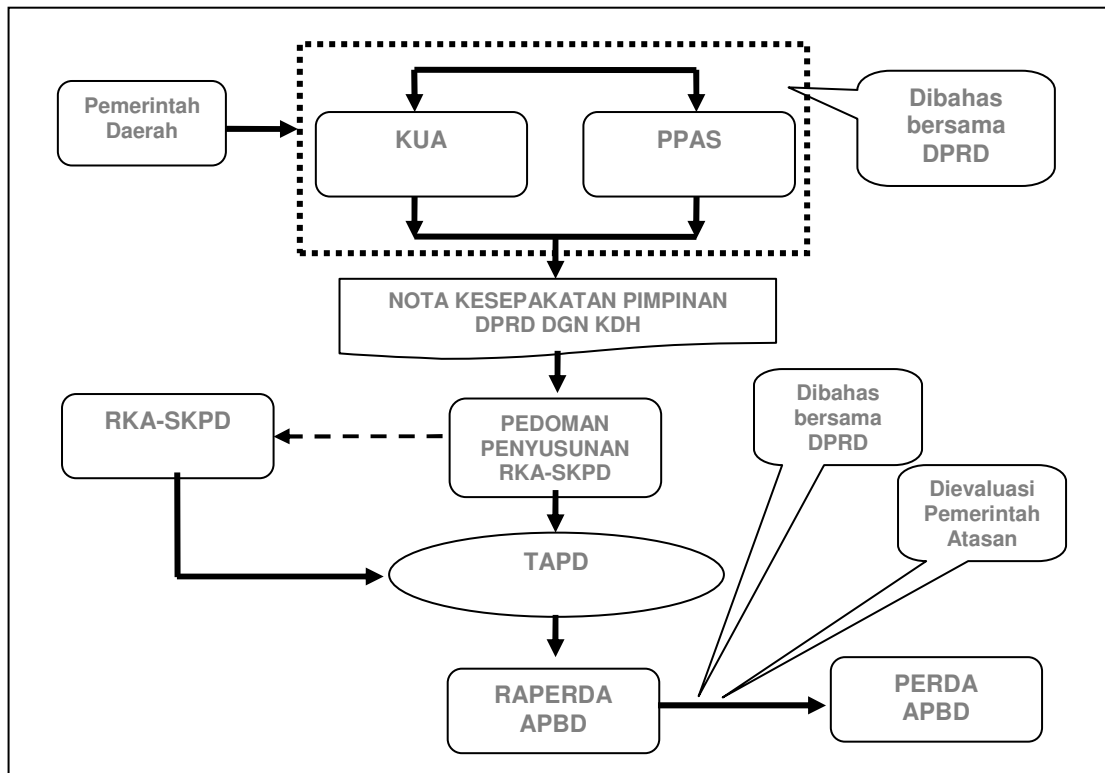 Pemerintah
Daerah
KUA
PPAS
Dibahas
bersama
DPRD
NOTA KESEPAKATAN PIMPINAN
DPRD DGN KDH
RKA-SKPD
PEDOMAN
PENYUSUNAN
RKA-SKPD
Dibahas
bersama
DPRD
Dievaluasi
Pemerintah
Atasan
TAPD
RAPERDA
APBD
PERDA
APBD